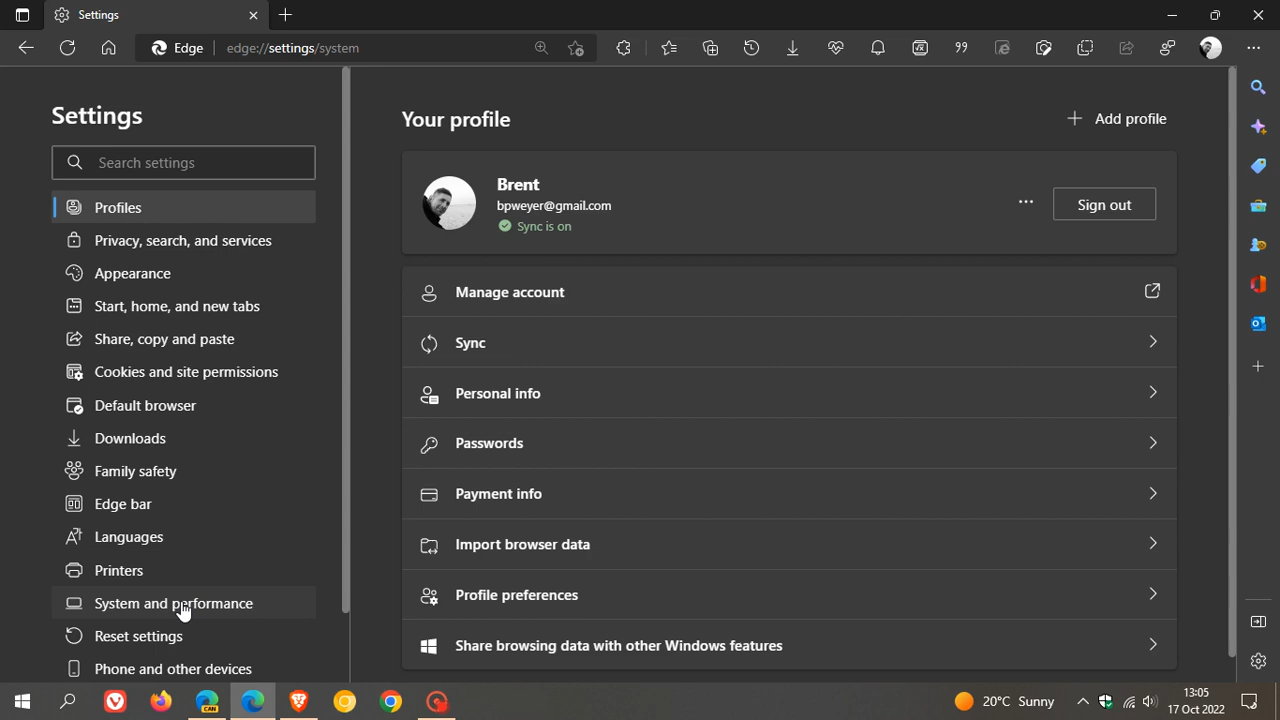 Settings
Edge
edge://settings/system
Settings
Search settings
Profiles
Privacy, search, and services
Appearance
Start, home, and new tabs
Share, copy and paste
Cookies and site permissions
Default browser
Downloads
Family safety
Edge bar
Languages
Printers
System and performance
Reset settings
Phone and other devices
Your profile
Add profile
Brent
bpweyer@gmail.com
Sync is on
Sign out
Manage account
Sync
Personal info
Passwords
Payment info
Import browser data
Profile preferences
Share browsing data with other Windows features
CAN
20°C Sunny
13:05
17 Oct 2022